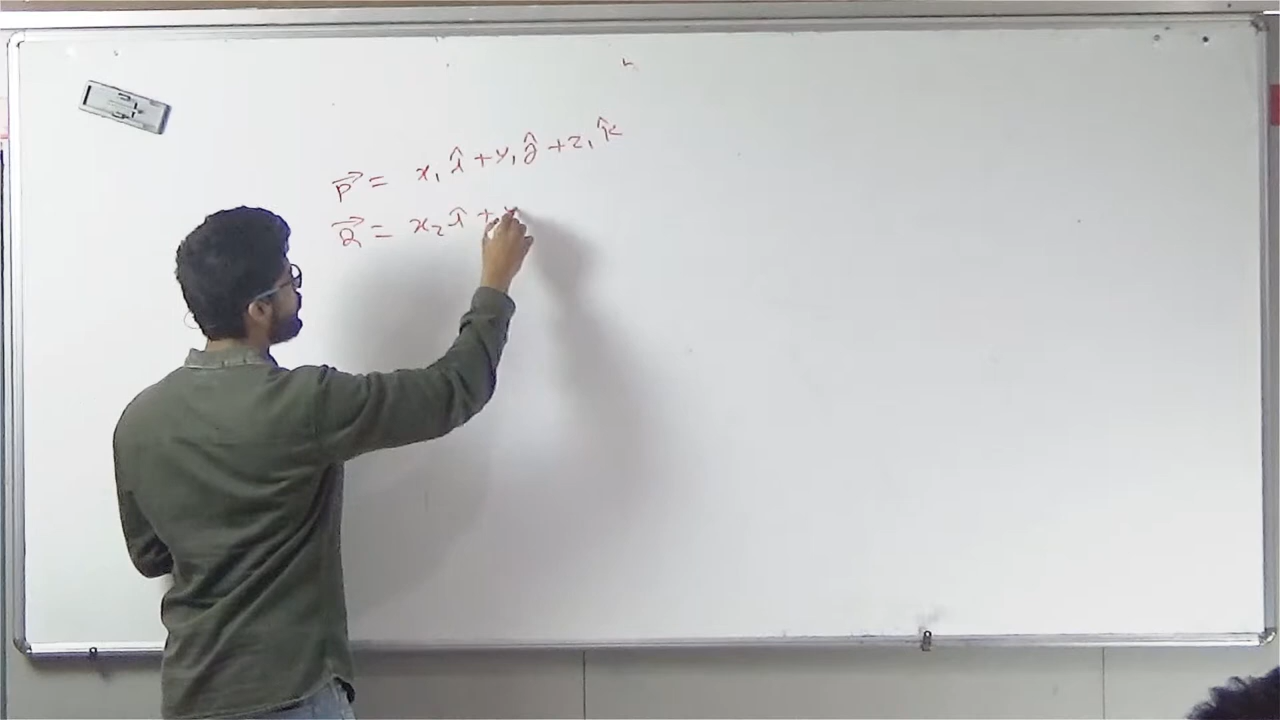 P⃗ = x₁î + y₁ĵ + z₁k̂
Q⃗ = x₂î + y